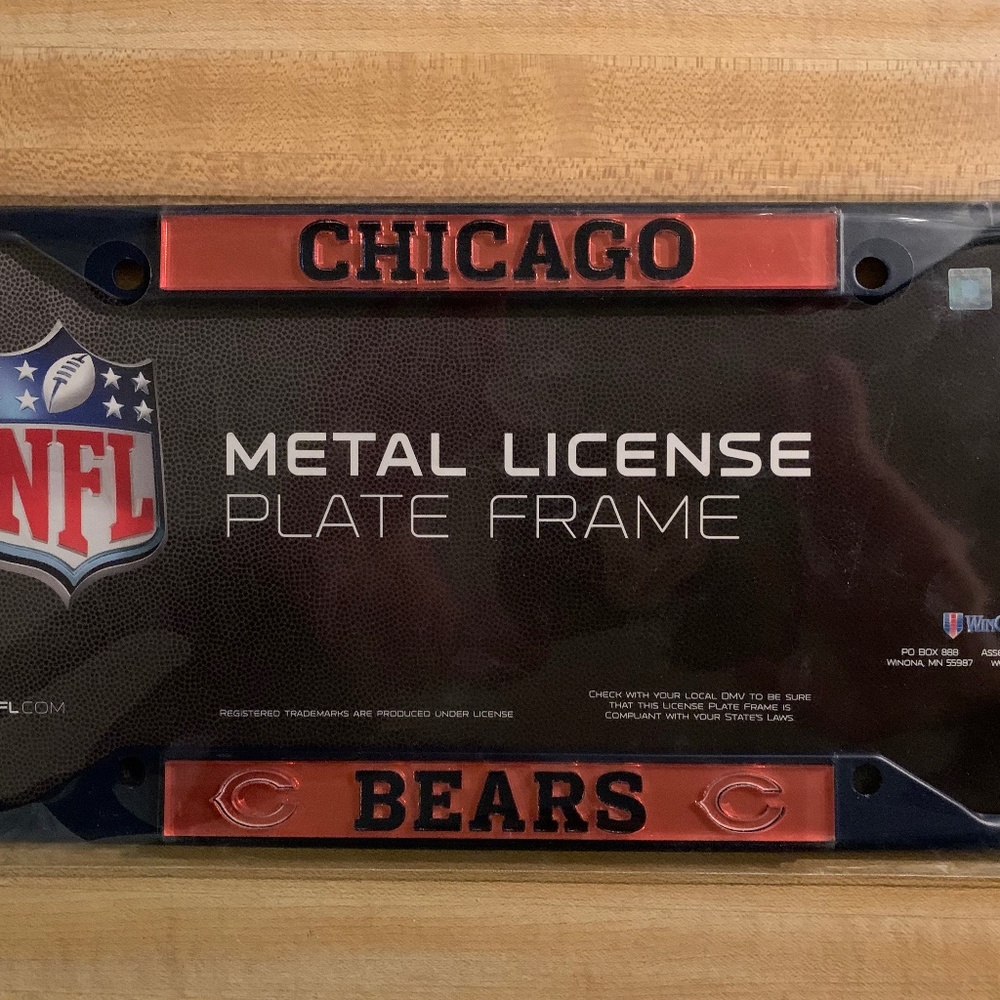 CHICAGO
NFL
METAL LICENSE
PLATE FRAME
PO BOX 888
WINONA, MN 55987
FL.COM
REGISTERED TRADEMARKS ARE PRODUCED UNDER LICENSE
CHECK WITH YOUR LOCAL DMV TO BE SURE
THAT THIS LICENSE PLATE FRAME IS
COMPLIANT WITH YOUR STATE'S LAWS.
C BEARS C